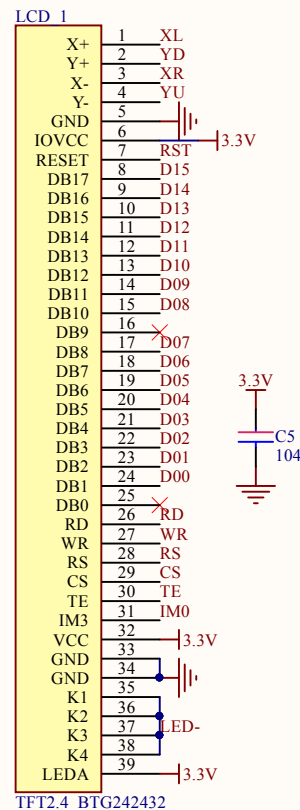 LCD 1
X+ 1 XL
Y+ 2 YD
X- 3 XR
Y- 4 YU
GND 5
IOVCC 6 3.3V
RESET 7 RST
DB17 8 D15
DB16 9 D14
DB15 10 D13
DB14 11 D12
DB13 12 D11
DB12 13 D10
DB11 14 D09
DB10 15 D08
DB9 16
DB8 17 D07
DB7 18 D06
DB6 19 D05
DB5 20 D04
DB4 21 D03
DB3 22 D02
DB2 23 D01
DB1 24 D00
DB0 25
RD 26 RD
WR 27 WR
RS 28 RS
CS 29 CS
TE 30 TE
IM3 31 IM0
VCC 32 3.3V
GND 33
GND 34
K1 35
K2 36
K3 37 LED-
K4 38
LEDA 39 3.3V
TFT2.4 BTG242432
3.3V
C5
104